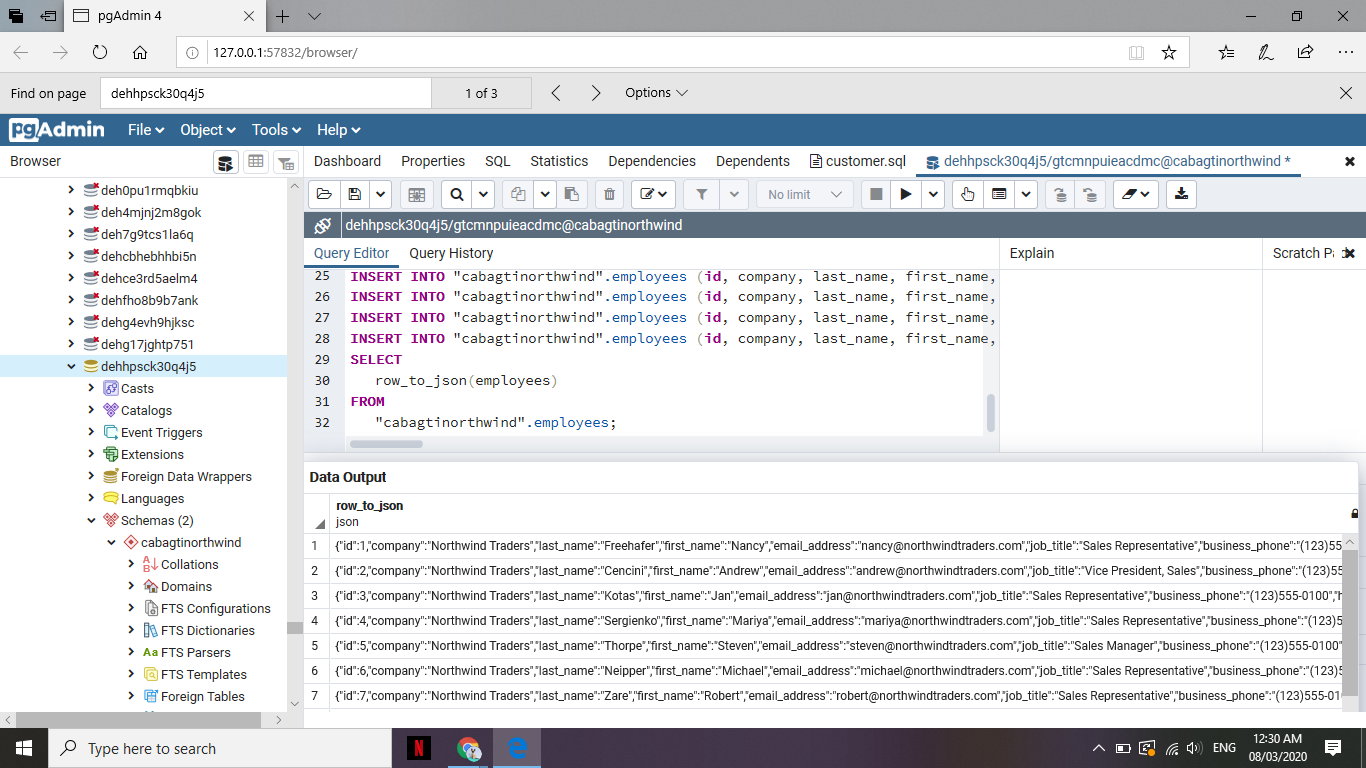 pgAdmin 4
127.0.0.1:57832/browser/
Find on page
dehhpsck30q4j5
1 of 3
Options
pgAdmin
File
Object
Tools
Help
Browser
Dashboard
Properties
SQL
Statistics
Dependencies
Dependents
customer.sql
dehhpsck30q4j5/gtcmnpuieacdmc@cabagtinorthwind *
deh0pu1rmqbkiu
deh4mjnj2m8gok
deh7g9tcs1la6q
dehcbhebhhbi5n
dehce3rd5aelm4
dehfho8b9b7ank
dehg4evh9hjksc
dehg17jghtp751
dehhpsck30q4j5
Casts
Catalogs
Event Triggers
Extensions
Foreign Data Wrappers
Languages
Schemas (2)
cabagtinorthwind
Collations
Domains
FTS Configurations
FTS Dictionaries
FTS Parsers
FTS Templates
Foreign Tables
No limit
dehhpsck30q4j5/gtcmnpuieacdmc@cabagtinorthwind
Query Editor
Query History
Explain
Scratch Pa
25 INSERT INTO "cabagtinorthwind".employees (id, company, last_name, first_name,
26 INSERT INTO "cabagtinorthwind".employees (id, company, last_name, first_name,
27 INSERT INTO "cabagtinorthwind".employees (id, company, last_name, first_name,
28 INSERT INTO "cabagtinorthwind".employees (id, company, last_name, first_name,
29 SELECT
30 row_to_json(employees)
31 FROM
32 "cabagtinorthwind".employees;
Data Output
row_to_json
json
1 {"id":1,"company":"Northwind Traders","last_name":"Freehafer","first_name":"Nancy","email_address":"nancy@northwindtraders.com","job_title":"Sales Representative","business_phone":"(123)55
2 {"id":2,"company":"Northwind Traders","last_name":"Cencini","first_name":"Andrew","email_address":"andrew@northwindtraders.com","job_title":"Vice President, Sales","business_phone":"(123)55
3 {"id":3,"company":"Northwind Traders","last_name":"Kotas","first_name":"Jan","email_address":"jan@northwindtraders.com","job_title":"Sales Representative","business_phone":"(123)555-0100","h
4 {"id":4,"company":"Northwind Traders","last_name":"Sergienko","first_name":"Mariya","email_address":"mariya@northwindtraders.com","job_title":"Sales Representative","business_phone":"(123)5
5 {"id":5,"company":"Northwind Traders","last_name":"Thorpe","first_name":"Steven","email_address":"steven@northwindtraders.com","job_title":"Sales Manager","business_phone":"(123)555-0100"
6 {"id":6,"company":"Northwind Traders","last_name":"Neipper","first_name":"Michael","email_address":"michael@northwindtraders.com","job_title":"Sales Representative","business_phone":"(123)5
7 {"id":7,"company":"Northwind Traders","last_name":"Zare","first_name":"Robert","email_address":"robert@northwindtraders.com","job_title":"Sales Representative","business_phone":"(123)555-01
Type here to search
ENG
12:30 AM
08/03/2020